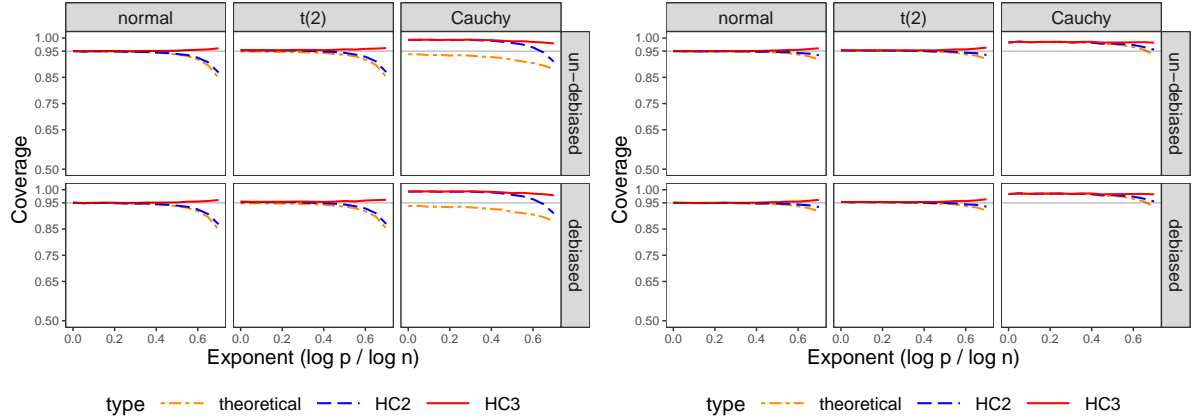 normal t(2) Cauchy
1.00
0.95
0.85
0.75
0.65
0.50
un-debiased
1.00
0.95
0.85
0.75
0.65
0.50
debiased
Coverage
0.0 0.2 0.4 0.6 0.0 0.2 0.4 0.6 0.0 0.2 0.4 0.6
Exponent (log p / log n)
type theoretical HC2 HC3
normal t(2) Cauchy
1.00
0.95
0.85
0.75
0.65
0.50
un-debiased
1.00
0.95
0.85
0.75
0.65
0.50
debiased
Coverage
0.0 0.2 0.4 0.6 0.0 0.2 0.4 0.6 0.0 0.2 0.4 0.6
Exponent (log p / log n)
type theoretical HC2 HC3